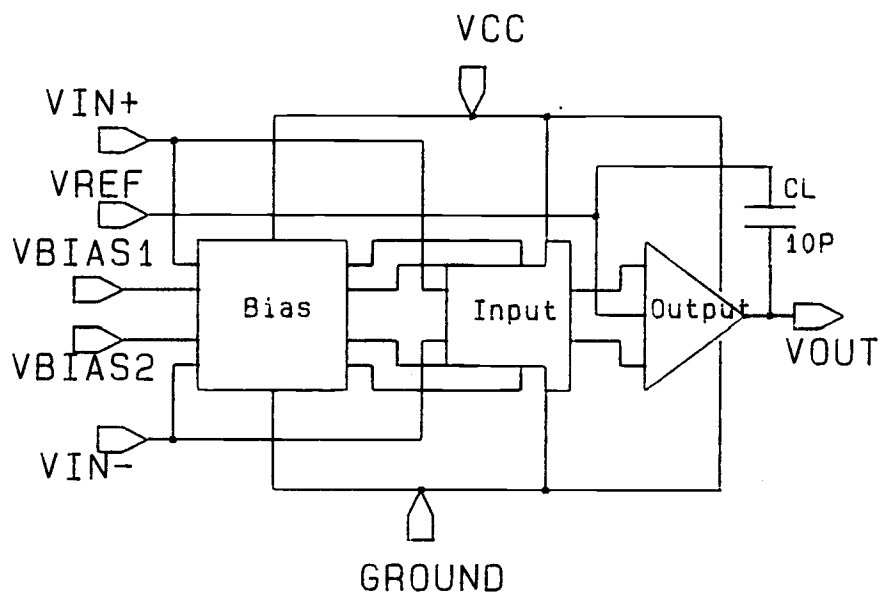 VCC
VIN+
VREF
CL
VBIAS1
10P
Bias
Input
Output
VOUT
VBIAS2
VIN-
GROUND